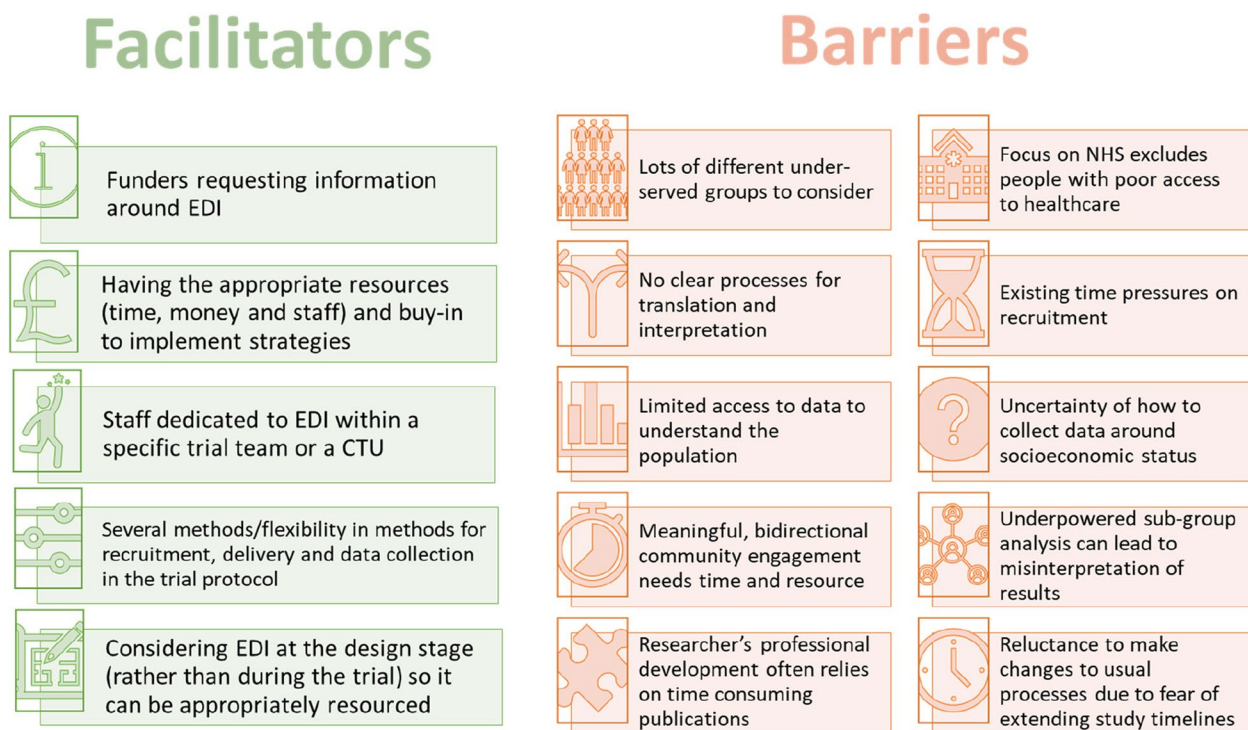 Facilitators
Funders requesting information
around EDI
Having the appropriate resources
(time, money and staff) and buy-in
to implement strategies
Staff dedicated to EDI within a
specific trial team or a CTU
Several methods/flexibility in methods for
recruitment, delivery and data collection
in the trial protocol
Considering EDI at the design stage
(rather than during the trial) so it
can be appropriately resourced
Barriers
Lots of different under-
served groups to consider
No clear processes for
translation and
interpretation
Limited access to data to
understand the
population
Meaningful, bidirectional
community engagement
needs time and resource
Researcher's professional
development often relies
on time consuming
publications
Focus on NHS excludes
people with poor access
to healthcare
Existing time pressures on
recruitment
Uncertainty of how to
collect data around
socioeconomic status
Underpowered sub-group
analysis can lead to
misinterpretation of
results
Reluctance to make
changes to usual
processes due to fear of
extending study timelines